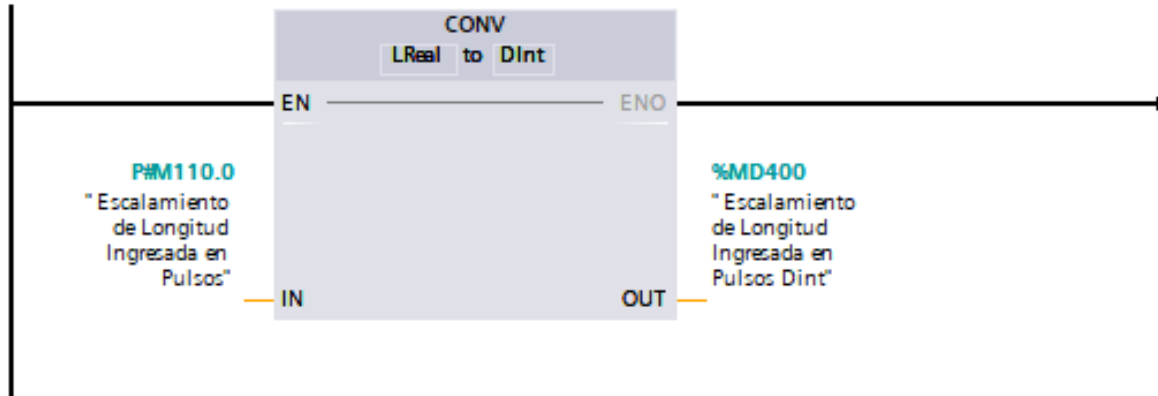 CONV
LReal to DInt
EN ENO
P#M110.0
"Escalamiento
de Longitud
Ingresada en
Pulsos"
IN
%MD400
"Escalamiento
de Longitud
Ingresada en
Pulsos Dint"
OUT